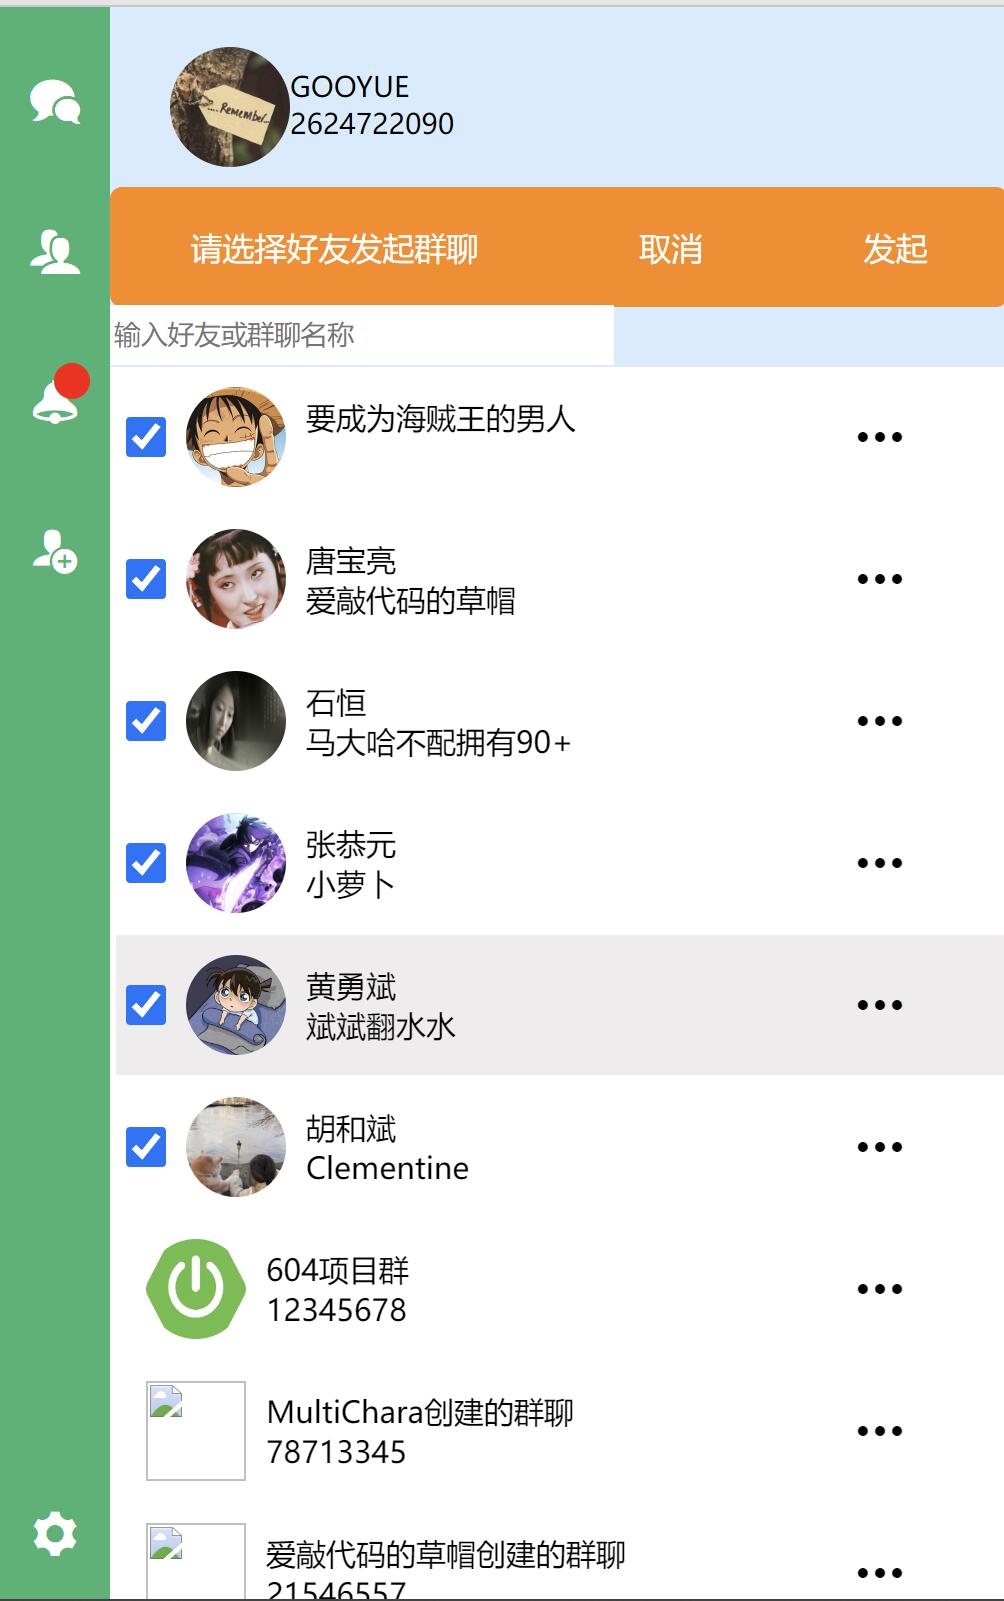 Remember...
GOOYUE
2624722090
请选择好友发起群聊 取消 发起
输入好友或群聊名称
要成为海贼王的男人
唐宝亮
爱敲代码的草帽
石恒
马大哈不配拥有90+
张恭元
小萝卜
黄勇斌
斌斌翻水水
胡和斌
Clementine
604项目群
12345678
MultiChara创建的群聊
78713345
爱敲代码的草帽创建的群聊
21546557